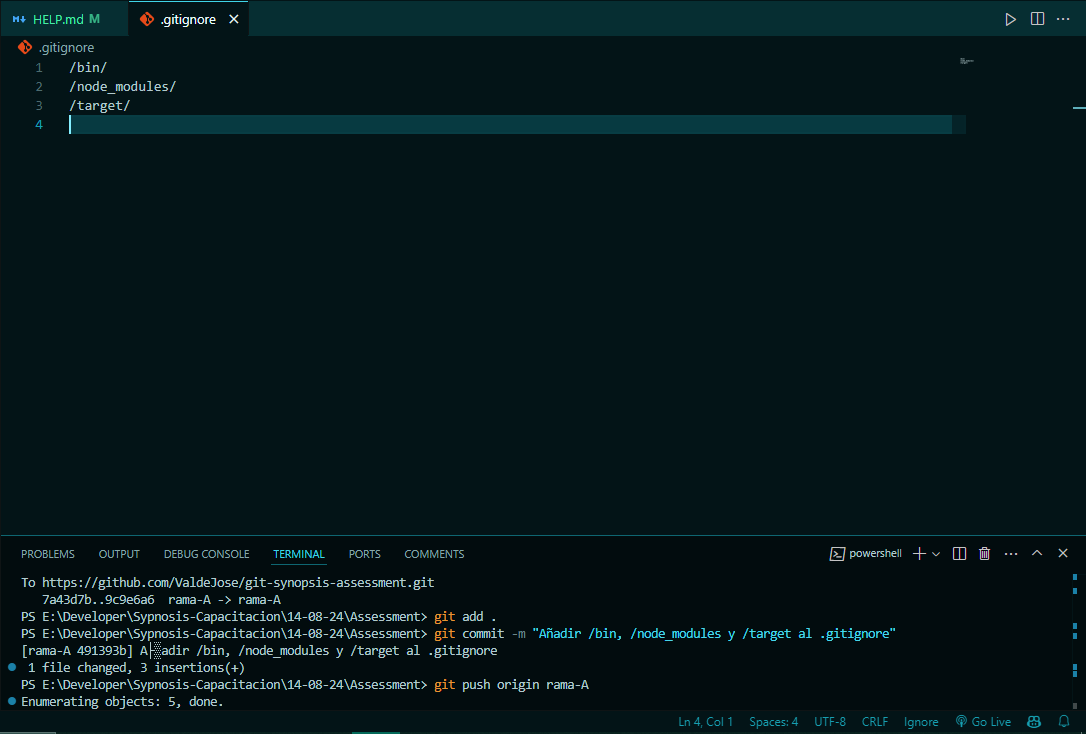 HELP.md M .gitignore
.gitignore
1 /bin/
2 /node_modules/
3 /target/
4
PROBLEMS OUTPUT DEBUG CONSOLE TERMINAL PORTS COMMENTS powershell
To https://github.com/ValdeJose/git-synopsis-assessment.git
7a43d7b..9c9e6a6 rama-A -> rama-A
PS E:\Developer\Sypnosis-Capacitacion\14-08-24\Assessment> git add .
PS E:\Developer\Sypnosis-Capacitacion\14-08-24\Assessment> git commit -m "Añadir /bin, /node_modules y /target al .gitignore"
[rama-A 491393b] A▒adir /bin, /node_modules y /target al .gitignore
1 file changed, 3 insertions(+)
PS E:\Developer\Sypnosis-Capacitacion\14-08-24\Assessment> git push origin rama-A
Enumerating objects: 5, done.
Ln 4, Col 1 Spaces: 4 UTF-8 CRLF Ignore Go Live